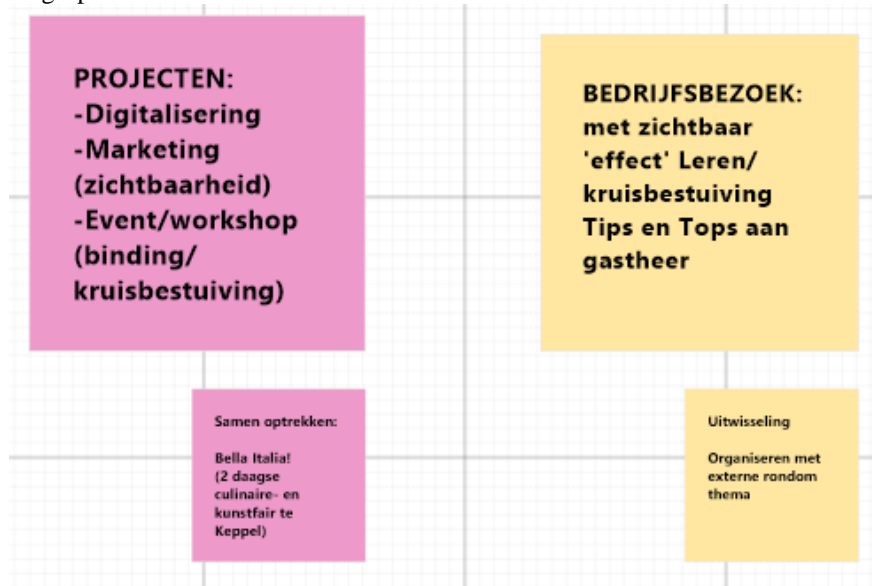 PROJECTEN:
-Digitalisering
-Marketing
(zichtbaarheid)
-Event/workshop
(binding/
kruisbestuiving)
BEDRIJFSBEZOEK:
met zichtbaar
'effect' Leren/
kruisbestuiving
Tips en Tops aan
gastheer
Samen optrekken:
Bella Italia!
(2 daagse
culinaire- en
kunstfair te
Keppel)
Uitwisseling
Organiseren met
externe rondom
thema